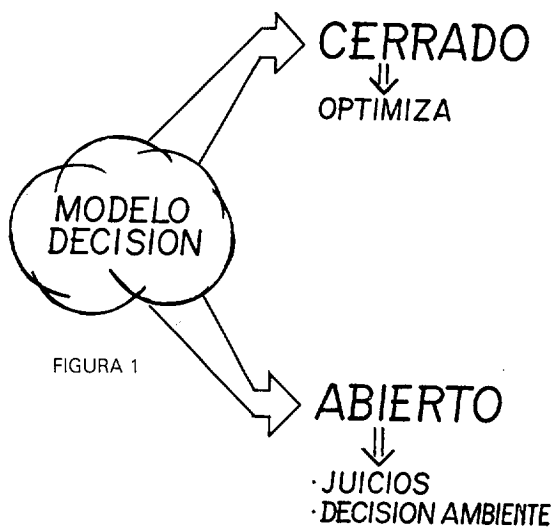 CERRADO
OPTIMIZA
MODELO
DECISION
FIGURA 1
ABIERTO
· JUICIOS
· DECISION AMBIENTE